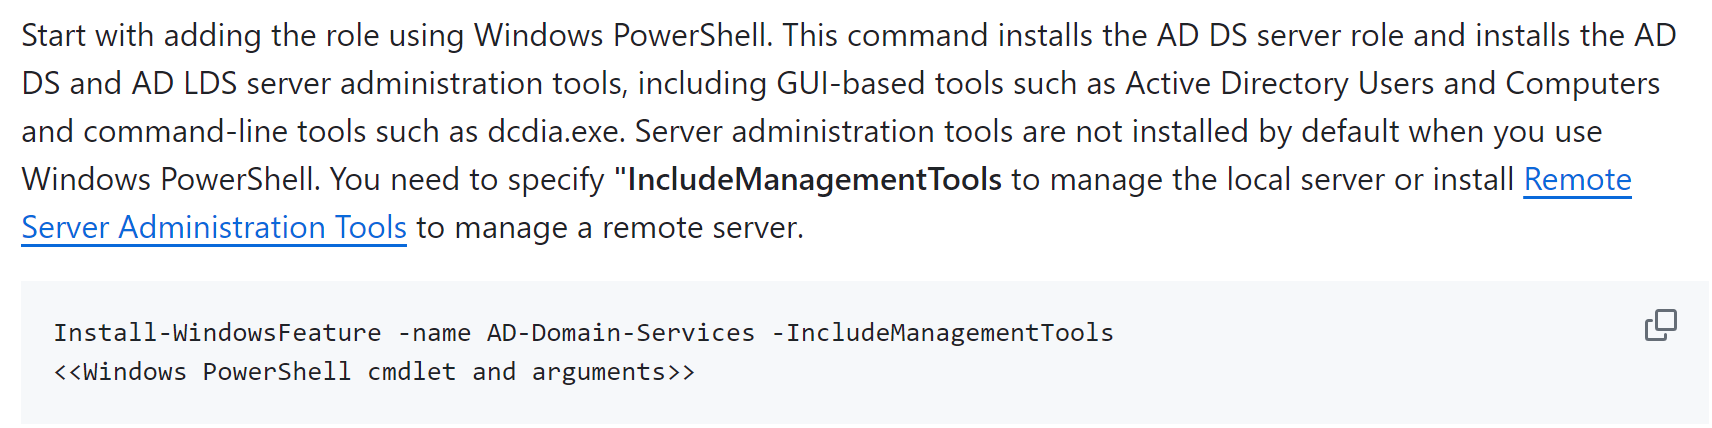 Start with adding the role using Windows PowerShell. This command installs the AD DS server role and installs the AD
DS and AD LDS server administration tools, including GUI-based tools such as Active Directory Users and Computers
and command-line tools such as dcdia.exe. Server administration tools are not installed by default when you use
Windows PowerShell. You need to specify "IncludeManagementTools to manage the local server or install Remote
Server Administration Tools to manage a remote server.
Install-WindowsFeature -name AD-Domain-Services -IncludeManagementTools
<<Windows PowerShell cmdlet and arguments>>